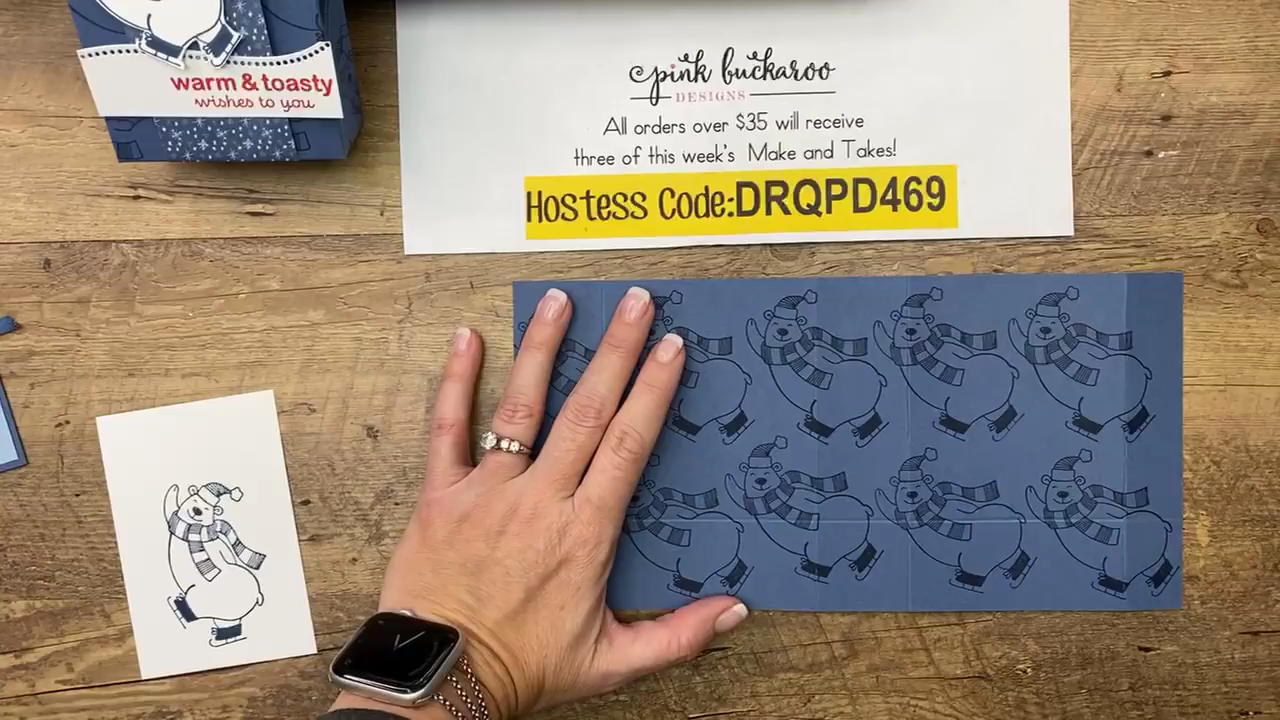 warm & toasty
wishes to you
pink buckaroo
DESIGNS
All orders over $35 will receive
three of this week's Make and Takes!
Hostess Code:DRQPD469